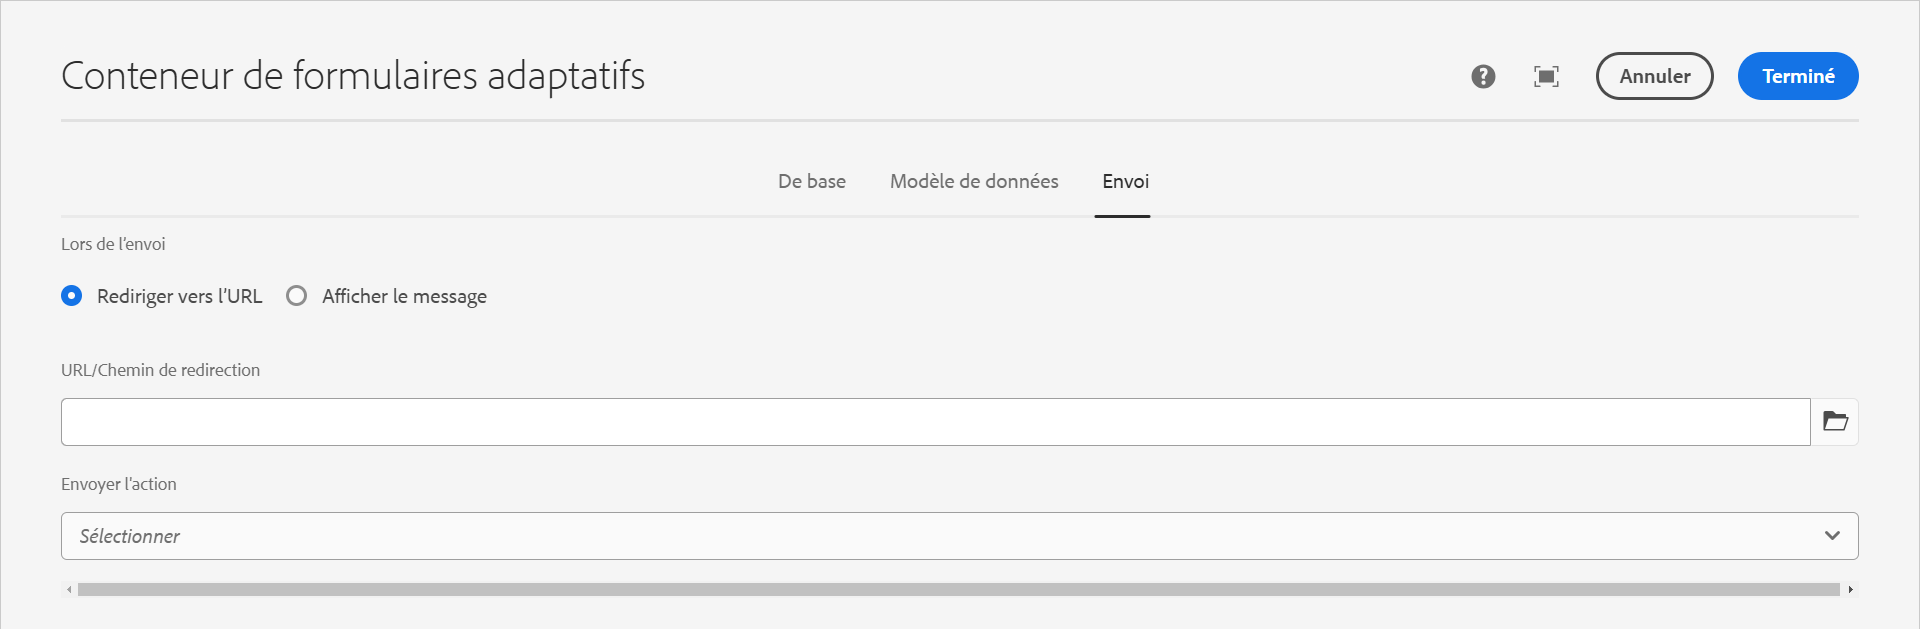 Conteneur de formulaires adaptatifs
Annuler
Terminé
De base
Modèle de données
Envoi
Lors de l’envoi
Rediriger vers l’URL
Afficher le message
URL/Chemin de redirection
Envoyer l’action
Sélectionner